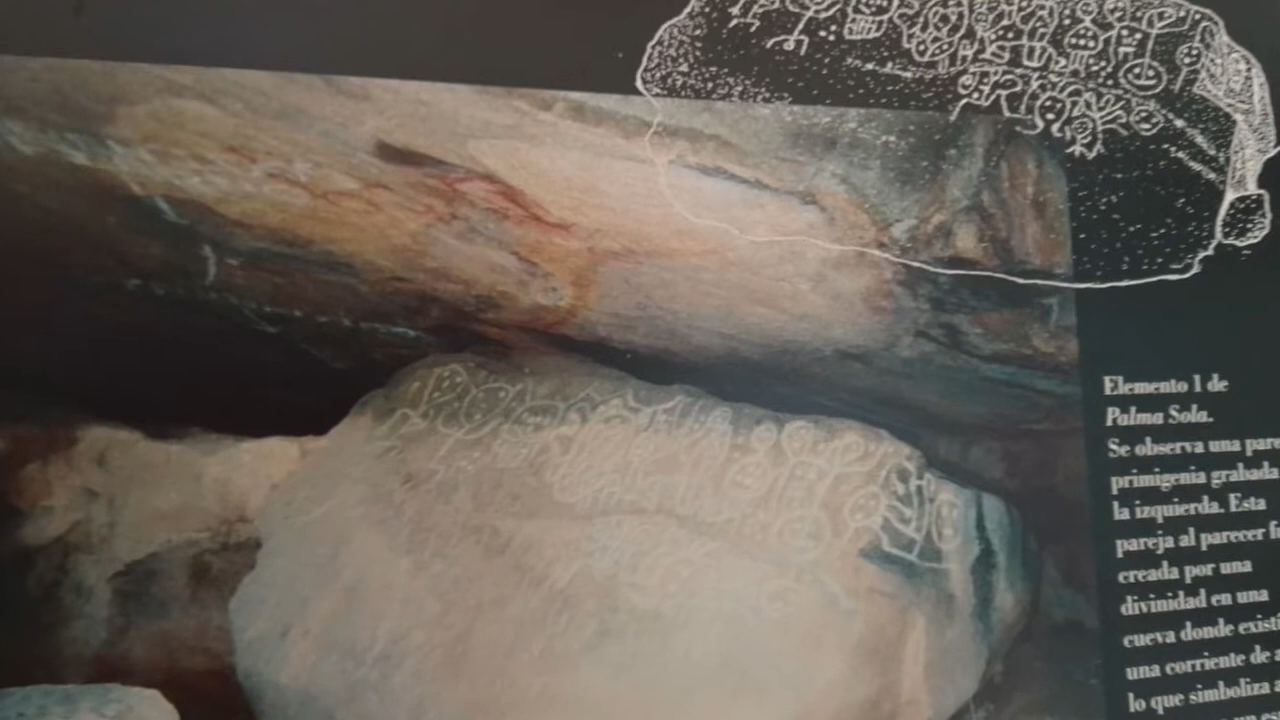 Elemento 1 de
Palma Sola.
Se observa una pare
primigenia grabada
la izquierda. Esta
pareja al parecer f
creada por una
divinidad en una
cueva donde existí
una corriente de a
lo que simboliza a
un